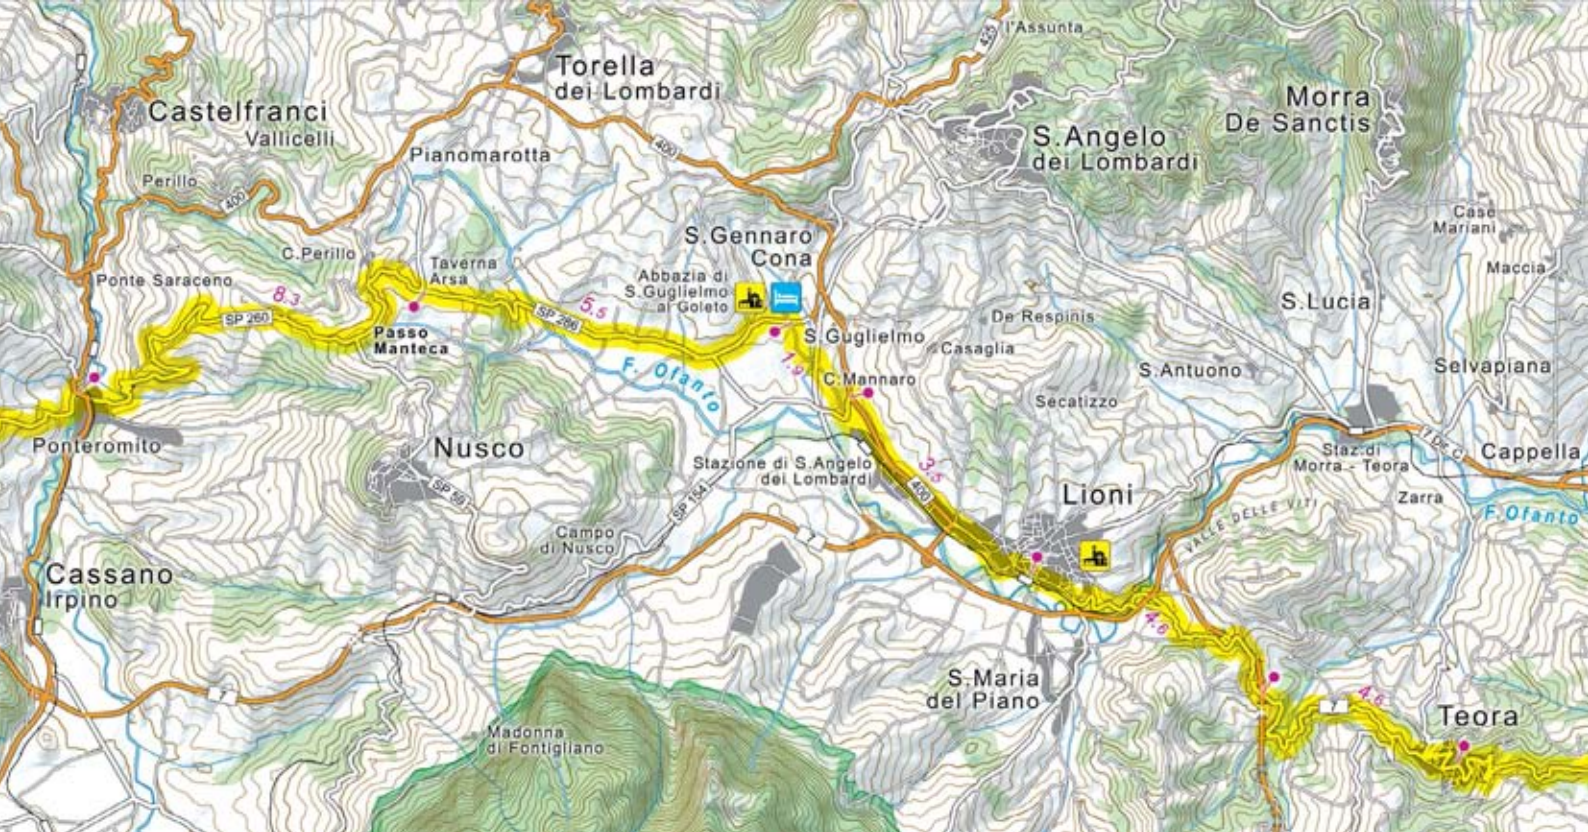 l'Assunta
425
Torella
dei Lombardi
Morra
De Sanctis
Castelfranci
Vallicelli
S.Angelo
dei Lombardi
400
Pianomarotta
Perillo
400
Case
Mariani
S.Gennaro
Cona
C.Perillo
Taverna
Arsa
Maccia
Ponte Saraceno
Abbazia di
S.Guglielmo
al Goleto
8.3
5.5
S.Lucia
SP 260
SP 286
De Respinis
Passo
Manteca
S.Guglielmo
Casaglia
1.9
F. Ofanto
C.Mannaro
S.Antuono
Selvapiana
Secatizzo
Ponteromito
Nusco
7 Dir C
Cappella
Staz.di
Morra - Teora
Stazione di S.Angelo
dei Lombardi
3.5
400
SP 59
SP 154
Lioni
Zarra
F.Ofanto
VALLE DELLE VITI
Campo
di Nusco
7
Cassano
Irpino
4.6
S.Maria
del Piano
7
4.6
7
Teora
Madonna
di Fontigliano